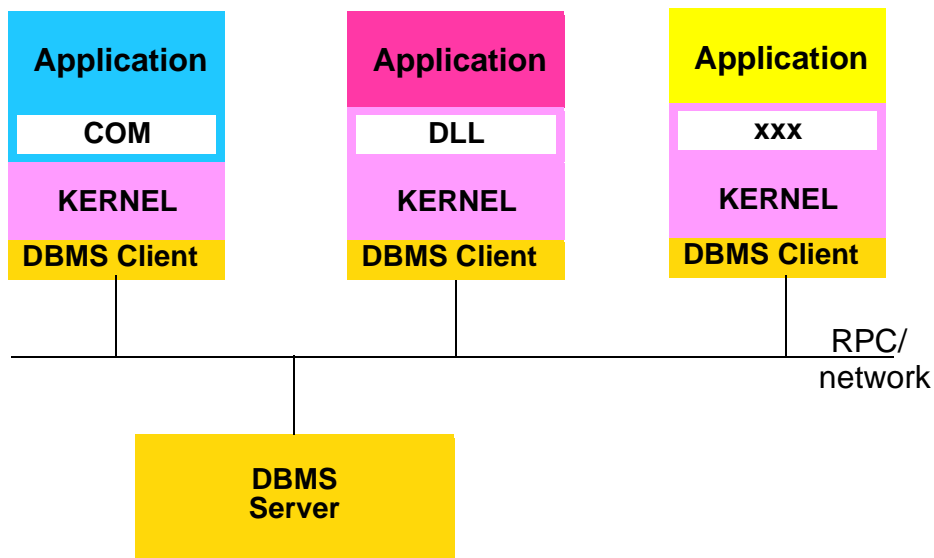 Application
COM
KERNEL
DBMS Client
Application
DLL
KERNEL
DBMS Client
Application
xxx
KERNEL
DBMS Client
RPC/
network
DBMS
Server